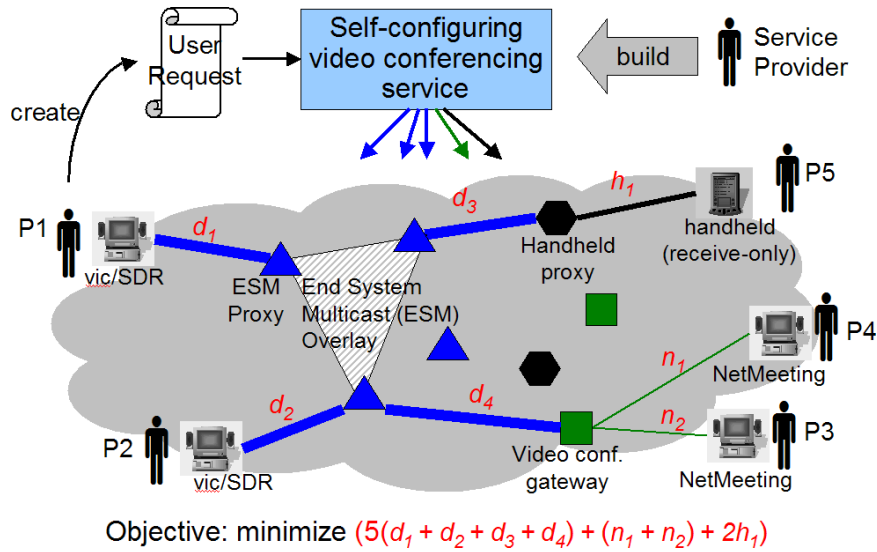 User
Request
Self-configuring
video conferencing
service
build
Service
Provider
create
P1
vic/SDR
d1
ESM
Proxy
End System
Multicast (ESM)
Overlay
d3
Handheld
proxy
h1
P5
handheld
(receive-only)
n1
P4
NetMeeting
P2
vic/SDR
d2
d4
Video conf.
gateway
n2
P3
NetMeeting
Objective: minimize (5(d1 + d2 + d3 + d4) + (n1 + n2) + 2h1)